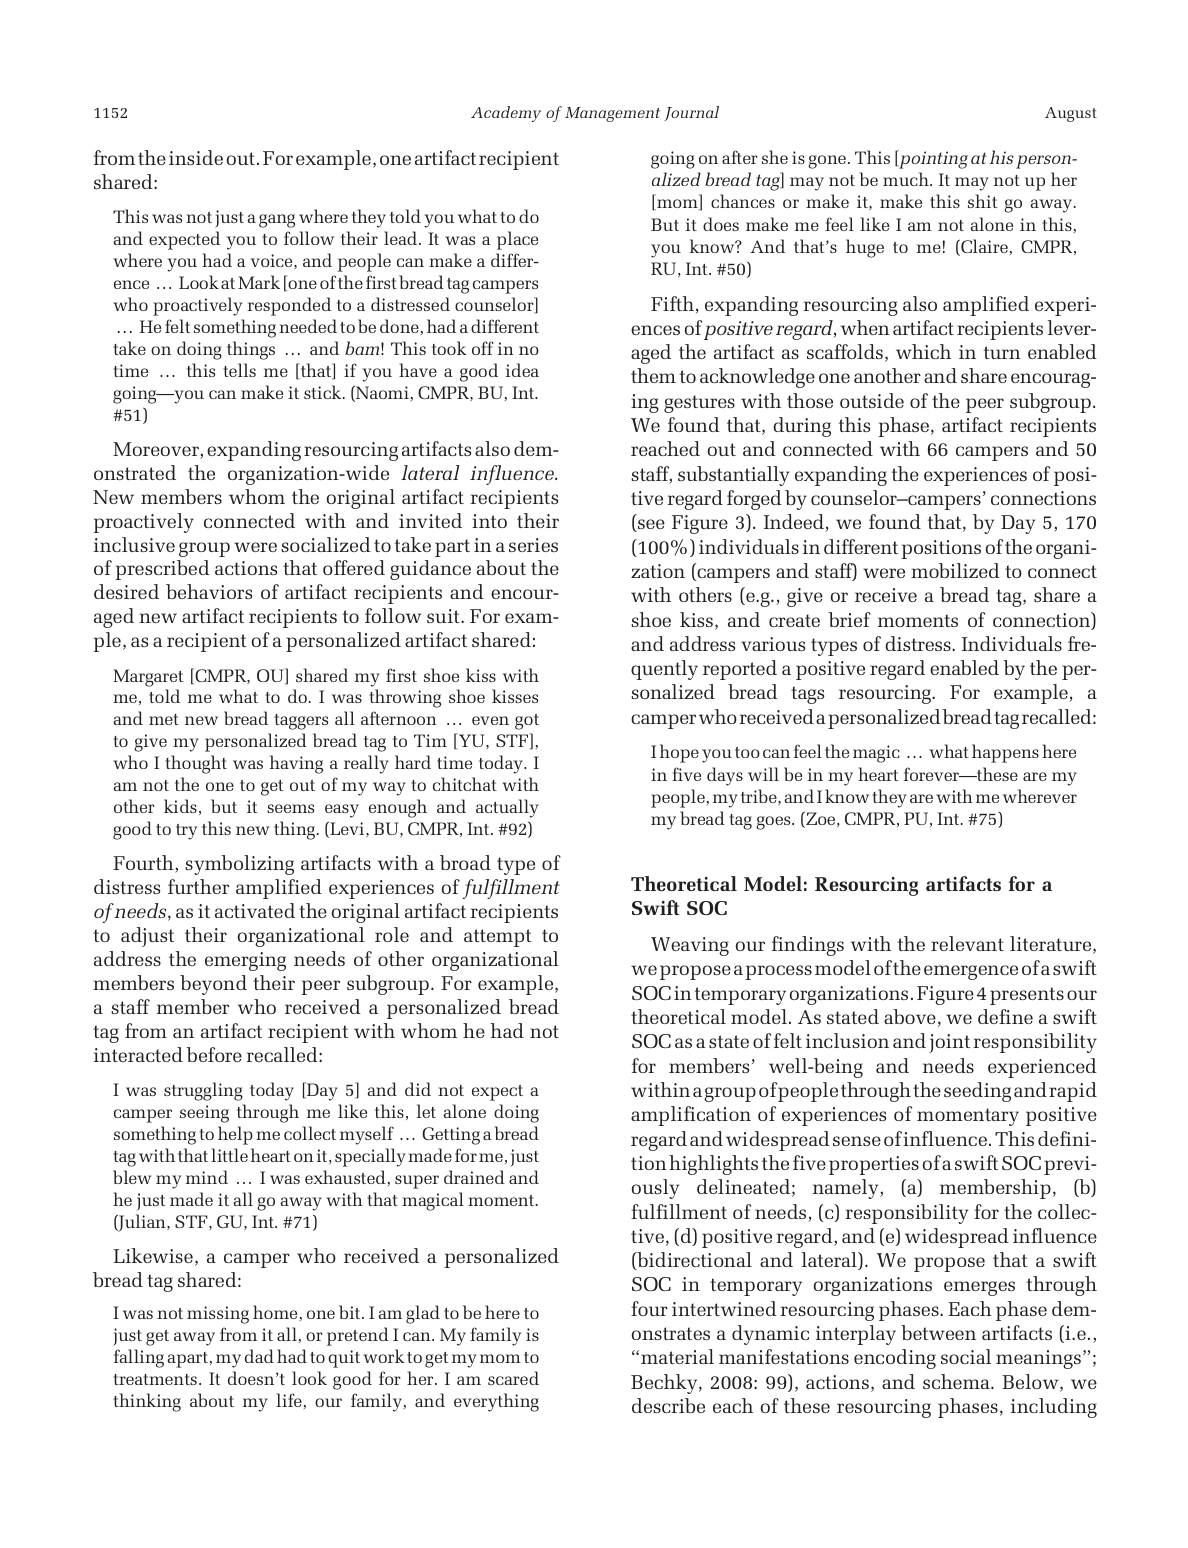 1152
Academy of Management Journal
August
from the inside out. For example, one artifact recipient
shared:
This was not just a gang where they told you what to do
and expected you to follow their lead. It was a place
where you had a voice, and people can make a differ-
ence … Look at Mark [one of the first bread tag campers
who proactively responded to a distressed counselor]
… He felt something needed to be done, had a different
take on doing things … and bam! This took off in no
time … this tells me [that] if you have a good idea
going—you can make it stick. (Naomi, CMPR, BU, Int.
#51)
Moreover, expanding resourcing artifacts also dem-
onstrated the organization-wide lateral influence.
New members whom the original artifact recipients
proactively connected with and invited into their
inclusive group were socialized to take part in a series
of prescribed actions that offered guidance about the
desired behaviors of artifact recipients and encour-
aged new artifact recipients to follow suit. For exam-
ple, as a recipient of a personalized artifact shared:
Margaret [CMPR, OU] shared my first shoe kiss with
me, told me what to do. I was throwing shoe kisses
and met new bread taggers all afternoon … even got
to give my personalized bread tag to Tim [YU, STF],
who I thought was having a really hard time today. I
am not the one to get out of my way to chitchat with
other kids, but it seems easy enough and actually
good to try this new thing. (Levi, BU, CMPR, Int. #92)
Fourth, symbolizing artifacts with a broad type of
distress further amplified experiences of fulfillment
of needs, as it activated the original artifact recipients
to adjust their organizational role and attempt to
address the emerging needs of other organizational
members beyond their peer subgroup. For example,
a staff member who received a personalized bread
tag from an artifact recipient with whom he had not
interacted before recalled:
I was struggling today [Day 5] and did not expect a
camper seeing through me like this, let alone doing
something to help me collect myself … Getting a bread
tag with that little heart on it, specially made for me, just
blew my mind … I was exhausted, super drained and
he just made it all go away with that magical moment.
(Julian, STF, GU, Int. #71)
Likewise, a camper who received a personalized
bread tag shared:
I was not missing home, one bit. I am glad to be here to
just get away from it all, or pretend I can. My family is
falling apart, my dad had to quit work to get my mom to
treatments. It doesn’t look good for her. I am scared
thinking about my life, our family, and everything
going on after she is gone. This [pointing at his person-
alized bread tag] may not be much. It may not up her
[mom] chances or make it, make this shit go away.
But it does make me feel like I am not alone in this,
you know? And that’s huge to me! (Claire, CMPR,
RU, Int. #50)
Fifth, expanding resourcing also amplified experi-
ences of positive regard, when artifact recipients lever-
aged the artifact as scaffolds, which in turn enabled
them to acknowledge one another and share encourag-
ing gestures with those outside of the peer subgroup.
We found that, during this phase, artifact recipients
reached out and connected with 66 campers and 50
staff, substantially expanding the experiences of posi-
tive regard forged by counselor–campers’ connections
(see Figure 3). Indeed, we found that, by Day 5, 170
(100%) individuals in different positions of the organi-
zation (campers and staff) were mobilized to connect
with others (e.g., give or receive a bread tag, share a
shoe kiss, and create brief moments of connection)
and address various types of distress. Individuals fre-
quently reported a positive regard enabled by the per-
sonalized bread tags resourcing. For example, a
camper who received a personalized bread tag recalled:
I hope you too can feel the magic … what happens here
in five days will be in my heart forever—these are my
people, my tribe, and I know they are with me wherever
my bread tag goes. (Zoe, CMPR, PU, Int. #75)
Theoretical Model: Resourcing artifacts for a
Swift SOC
Weaving our findings with the relevant literature,
we propose a process model of the emergence of a swift
SOC in temporary organizations. Figure 4 presents our
theoretical model. As stated above, we define a swift
SOC as a state of felt inclusion and joint responsibility
for members’ well-being and needs experienced
within a group of people through the seeding and rapid
amplification of experiences of momentary positive
regard and widespread sense of influence. This defini-
tion highlights the five properties of a swift SOC previ-
ously delineated; namely, (a) membership, (b)
fulfillment of needs, (c) responsibility for the collec-
tive, (d) positive regard, and (e) widespread influence
(bidirectional and lateral). We propose that a swift
SOC in temporary organizations emerges through
four intertwined resourcing phases. Each phase dem-
onstrates a dynamic interplay between artifacts (i.e.,
“material manifestations encoding social meanings”;
Bechky, 2008: 99), actions, and schema. Below, we
describe each of these resourcing phases, including